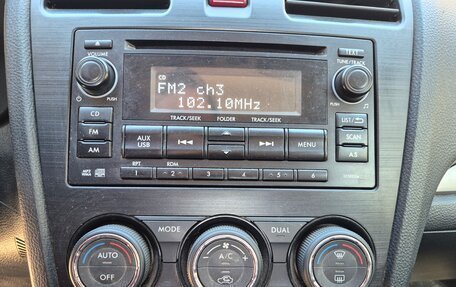 TEXT
VOLUME
CD
TUNE/TRACK
FM2 ch3
102.10MHz
PUSH
PUSH
TRACK/SEEK FOLDER TRACK/SEEK
CD
LIST/
FM
AUX
USB
MENU
SCAN
AM
A.S
RPT RDM
1 2 3 4 5 6
MODE DUAL
AUTO
OFF
A/C